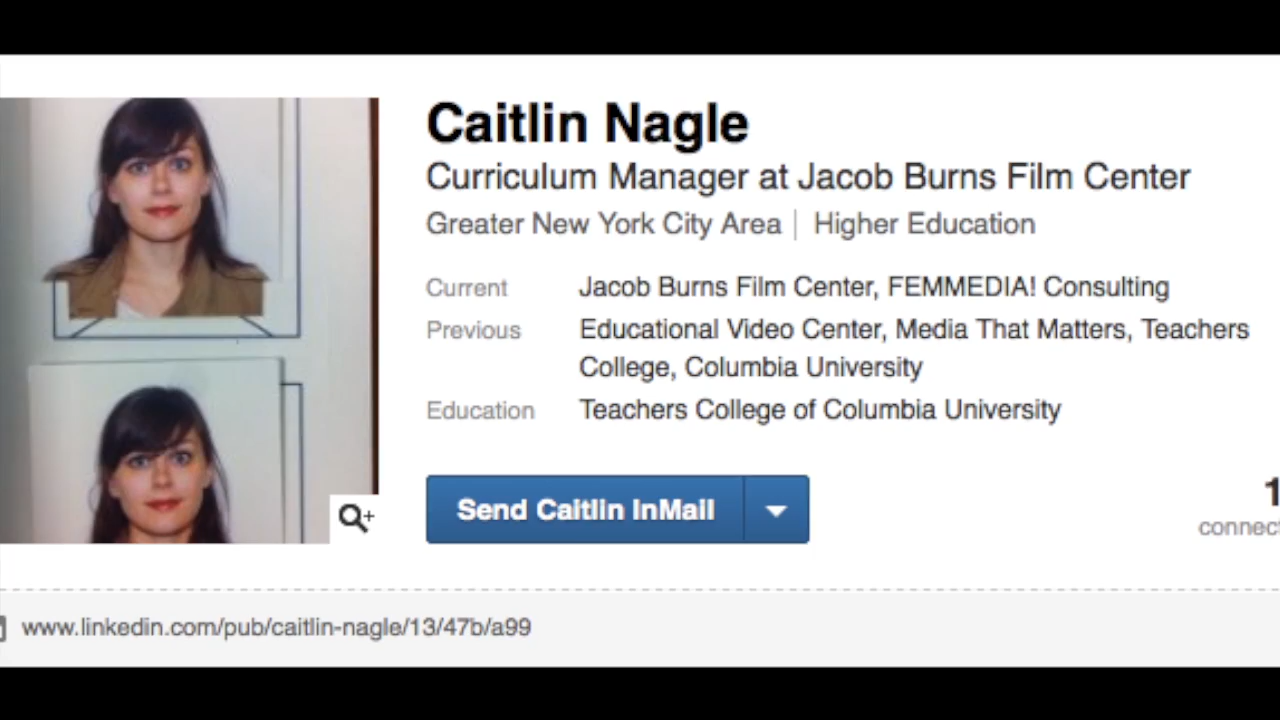 Caitlin Nagle
Curriculum Manager at Jacob Burns Film Center
Greater New York City Area | Higher Education
Current Jacob Burns Film Center, FEMMEDIA! Consulting
Previous Educational Video Center, Media That Matters, Teachers
College, Columbia University
Education Teachers College of Columbia University
Send Caitlin InMail
1
connect
www.linkedin.com/pub/caitlin-nagle/13/47b/a99